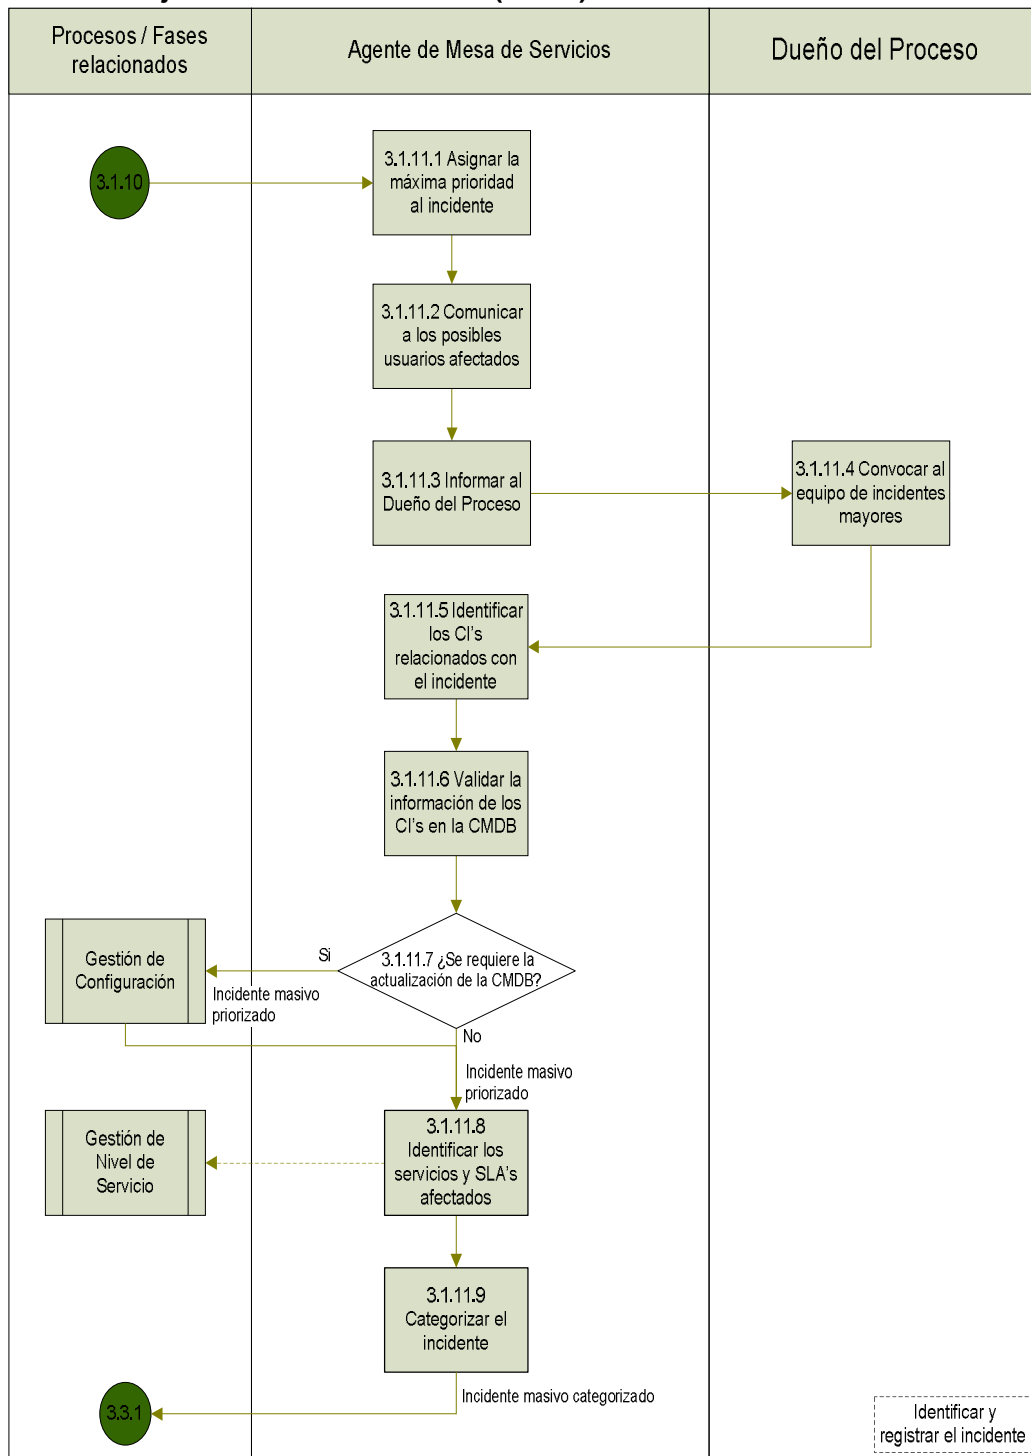 Procesos / Fases
relacionados
Agente de Mesa de Servicios
Dueño del Proceso
3.1.10
3.1.11.1 Asignar la
máxima prioridad
al incidente
3.1.11.2 Comunicar
a los posibles
usuarios afectados
3.1.11.3 Informar al
Dueño del Proceso
3.1.11.4 Convocar al
equipo de incidentes
mayores
3.1.11.5 Identificar
los CI's
relacionados con
el incidente
3.1.11.6 Validar la
información de los
CI's en la CMDB
3.1.11.7 ¿Se requiere la
actualización de la CMDB?
Si
Gestión de
Configuración
Incidente masivo
priorizado
No
Incidente masivo
priorizado
Gestión de
Nivel de
Servicio
3.1.11.8
Identificar los
servicios y SLA's
afectados
3.1.11.9
Categorizar el
incidente
Incidente masivo categorizado
3.3.1
Identificar y
registrar el incidente